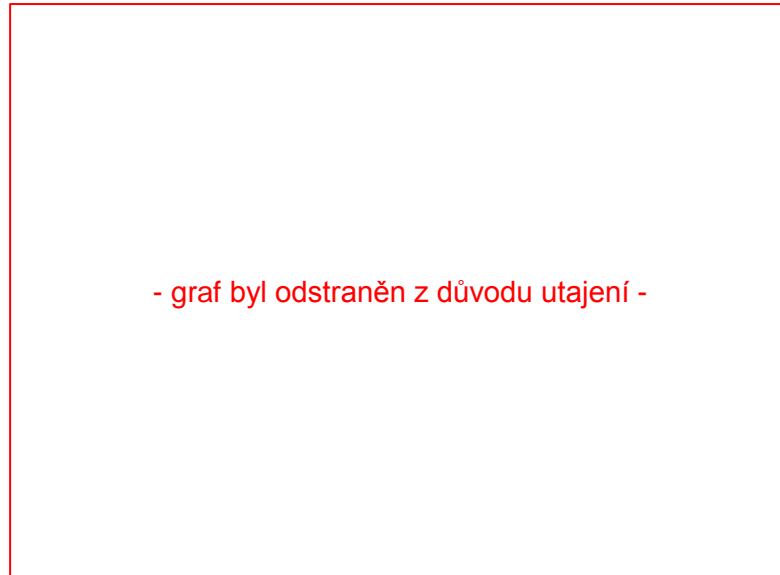 - graf byl odstraněn z důvodu utajení -